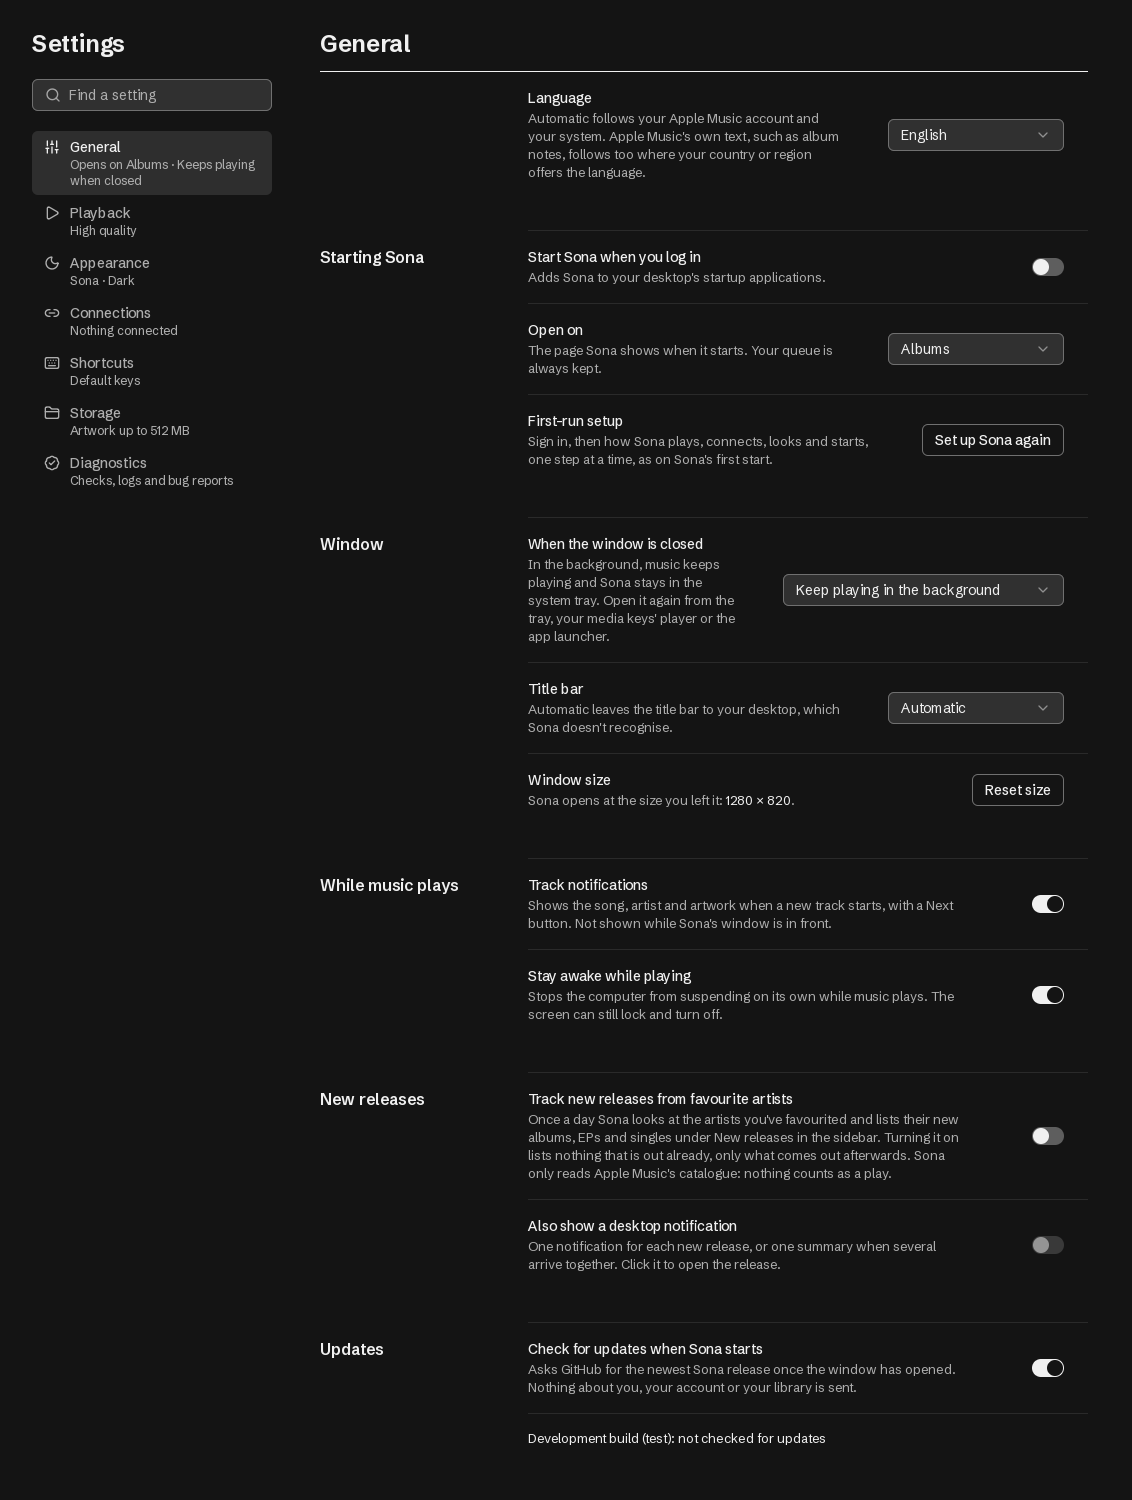 Settings
Find a setting
General
Opens on Albums · Keeps playing
when closed
Playback
High quality
Appearance
Sona · Dark
Connections
Nothing connected
Shortcuts
Default keys
Storage
Artwork up to 512 MB
Diagnostics
Checks, logs and bug reports
General
Language
Automatic follows your Apple Music account and
your system. Apple Music's own text, such as album
notes, follows too where your country or region
offers the language.
English
Starting Sona
Start Sona when you log in
Adds Sona to your desktop's startup applications.
Open on
The page Sona shows when it starts. Your queue is
always kept.
Albums
First-run setup
Sign in, then how Sona plays, connects, looks and starts,
one step at a time, as on Sona's first start.
Set up Sona again
Window
When the window is closed
In the background, music keeps
playing and Sona stays in the
system tray. Open it again from the
tray, your media keys' player or the
app launcher.
Keep playing in the background
Title bar
Automatic leaves the title bar to your desktop, which
Sona doesn't recognise.
Automatic
Window size
Sona opens at the size you left it: 1280 × 820.
Reset size
While music plays
Track notifications
Shows the song, artist and artwork when a new track starts, with a Next
button. Not shown while Sona's window is in front.
Stay awake while playing
Stops the computer from suspending on its own while music plays. The
screen can still lock and turn off.
New releases
Track new releases from favourite artists
Once a day Sona looks at the artists you've favourited and lists their new
albums, EPs and singles under New releases in the sidebar. Turning it on
lists nothing that is out already, only what comes out afterwards. Sona
only reads Apple Music's catalogue: nothing counts as a play.
Also show a desktop notification
One notification for each new release, or one summary when several
arrive together. Click it to open the release.
Updates
Check for updates when Sona starts
Asks GitHub for the newest Sona release once the window has opened.
Nothing about you, your account or your library is sent.
Development build (test): not checked for updates